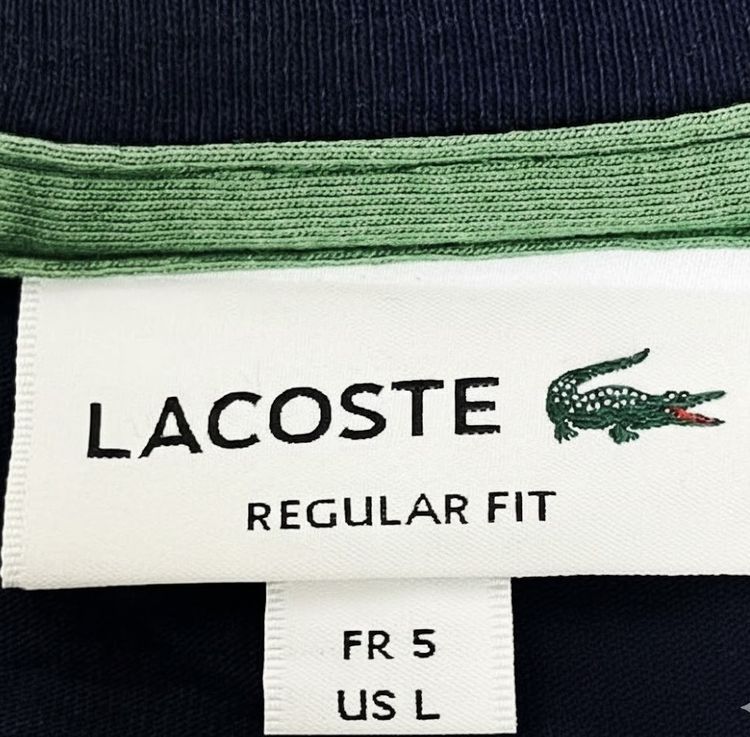 LACOSTE
REGULAR FIT
FR 5
US L